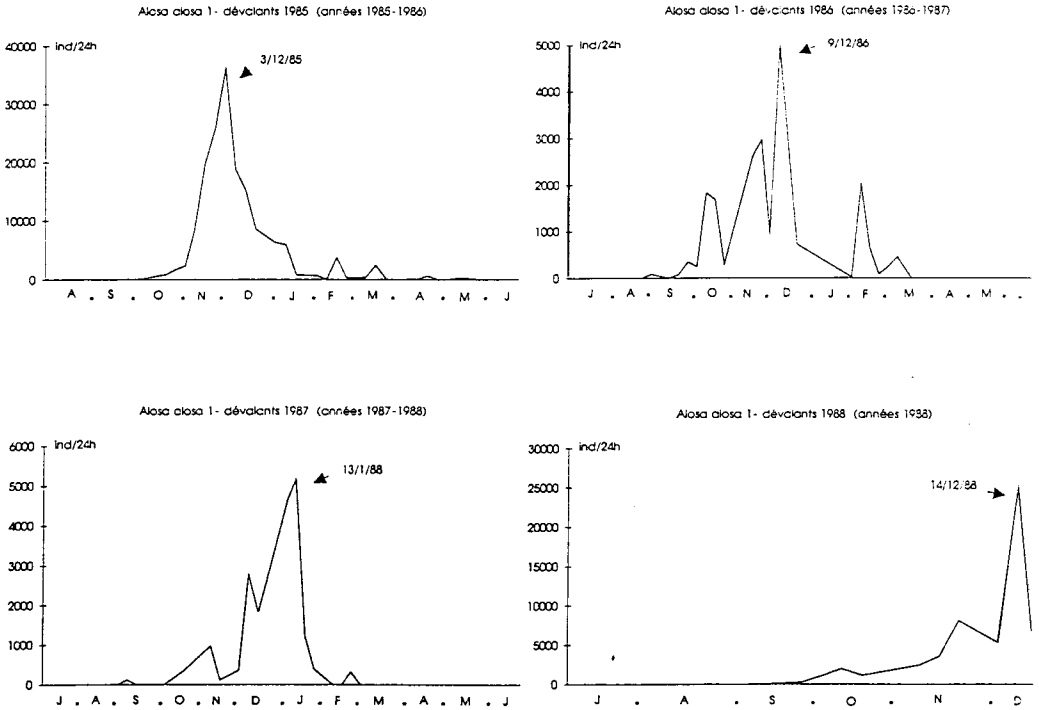 Alosa alosa 1- dévalants 1985 (années 1985-1986)
ind/24h
40000
30000
20000
10000
0
3/12/85
A . S . O . N . D . J . F . M . A . M . J
Alosa alosa 1- dévalants 1986 (années 1986-1987)
ind/24h
5000
4000
3000
2000
1000
0
9/12/86
J . A . S . O . N . D . J . F . M . A . M . .
Alosa alosa 1- dévalants 1987 (années 1987-1988)
ind/24h
6000
5000
4000
3000
2000
1000
0
13/1/88
J . A . S . O . N . D . J . F . M . A . M . J
Alosa alosa 1- dévalants 1988 (années 1988)
ind/24h
30000
25000
20000
15000
10000
5000
0
14/12/88
J . A . S . O . N . D